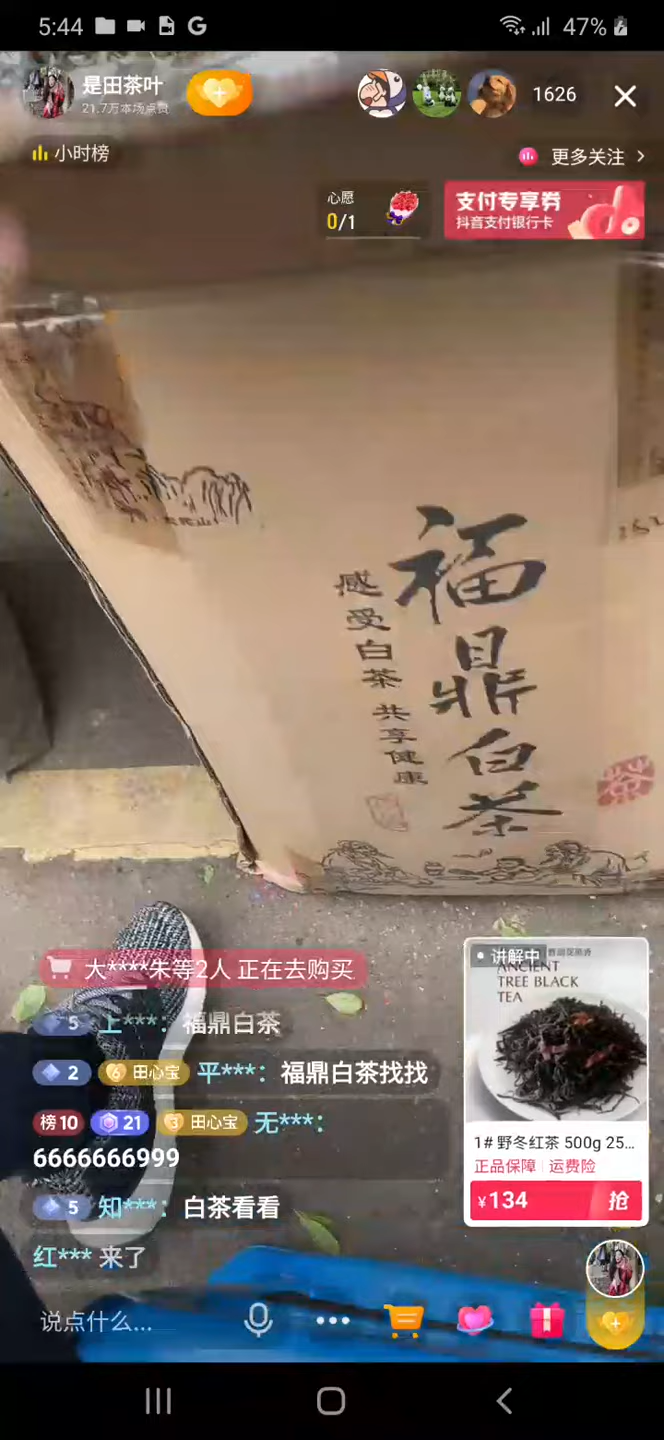 5:44
47%
是田茶叶
21.7万本场点赞
1626
小时榜
更多关注
心愿
0/1
支付专享券
抖音支付银行卡
福鼎白茶
感受白茶 共享健康
茶
大****朱等2人 正在去购买
5 上***：福鼎白茶
2 6 田心宝 平***：福鼎白茶找找
榜10 21 3 田心宝 无***：
6666666999
5 知***：白茶看看
红*** 来了
讲解中
ANCIENT
TREE BLACK
TEA
1# 野冬红茶 500g 25...
正品保障 运费险
¥134 抢
说点什么...